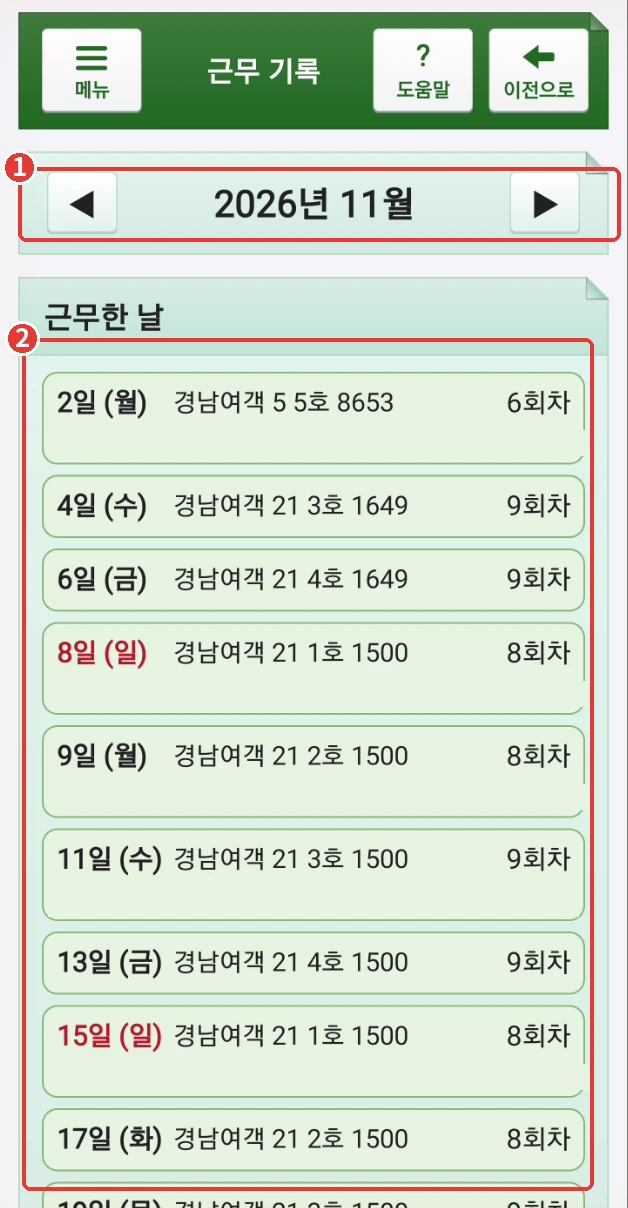 메뉴
근무 기록
?
도움말
이전으로
1
2026년 11월
근무한 날
2
2일 (월) 경남여객 5 5호 8653 6회차
4일 (수) 경남여객 21 3호 1649 9회차
6일 (금) 경남여객 21 4호 1649 9회차
8일 (일) 경남여객 21 1호 1500 8회차
9일 (월) 경남여객 21 2호 1500 8회차
11일 (수) 경남여객 21 3호 1500 9회차
13일 (금) 경남여객 21 4호 1500 9회차
15일 (일) 경남여객 21 1호 1500 8회차
17일 (화) 경남여객 21 2호 1500 8회차